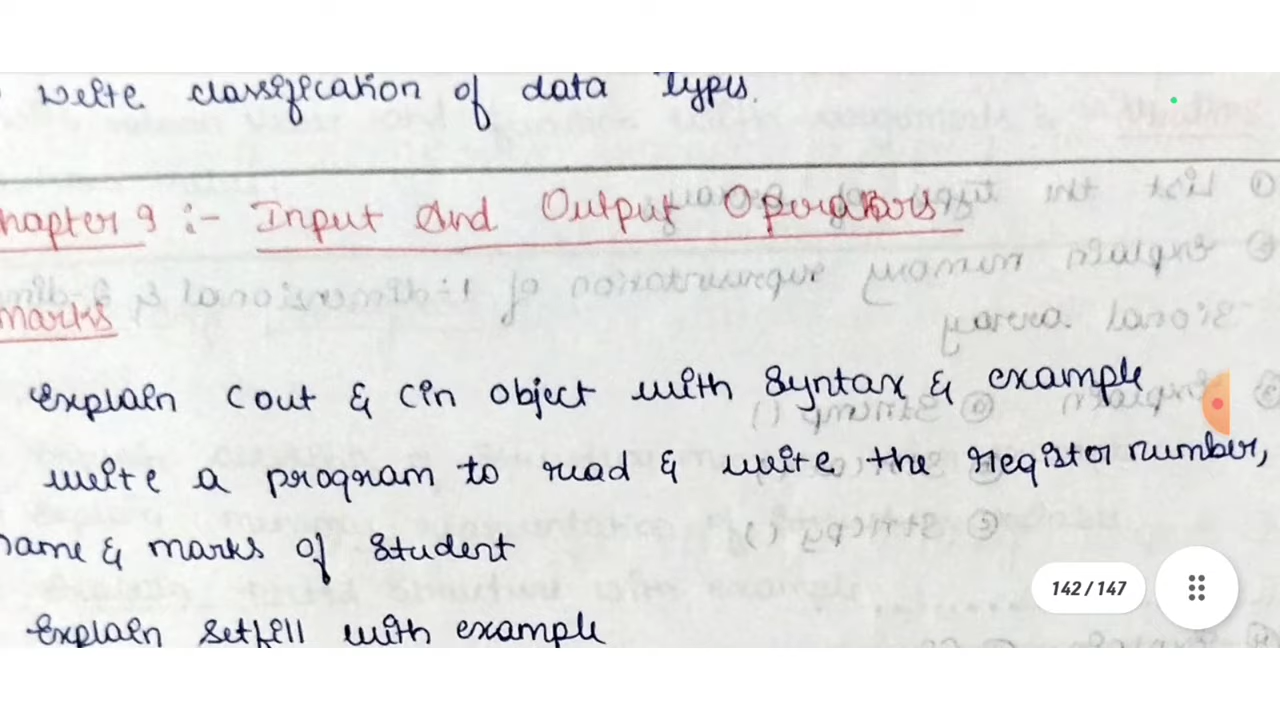 write classification of data types.
hapter 9 :- Input And Output Operators
marks
explain cout & cin object with syntax & example
write a program to read & write the register number,
name & marks of student
Explain setfill with example
142 / 147